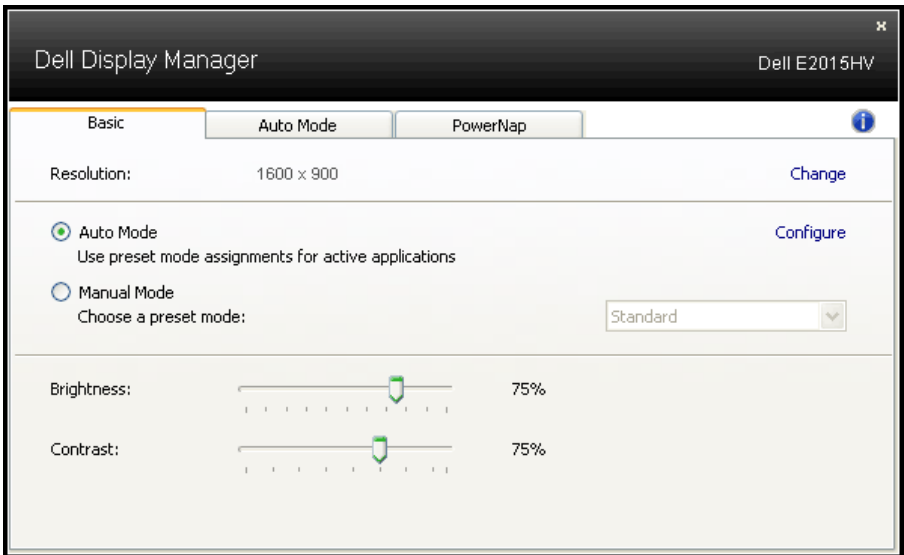 Dell Display Manager
Dell E2015HV
Basic
Auto Mode
PowerNap
Resolution:
1600 x 900
Change
Auto Mode
Configure
Use preset mode assignments for active applications
Manual Mode
Choose a preset mode:
Standard
Brightness:
75%
Contrast:
75%